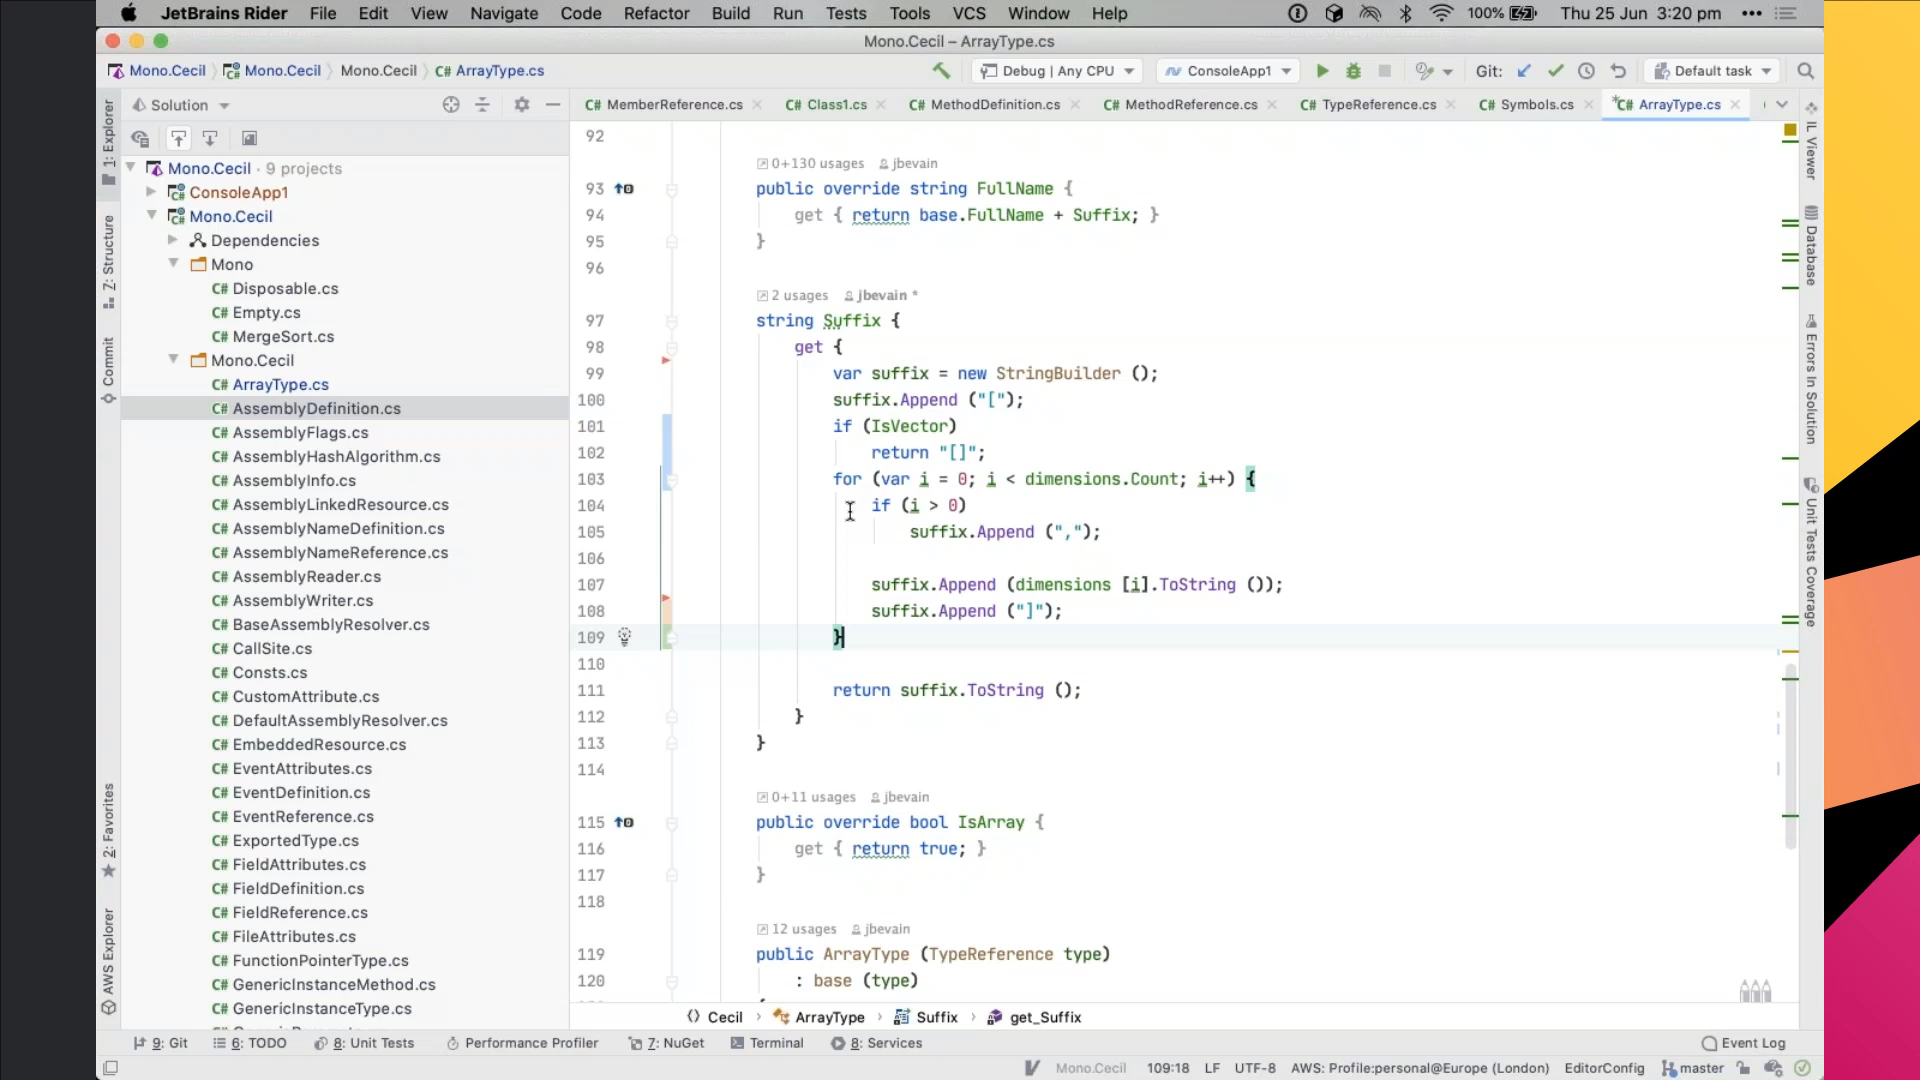 JetBrains Rider File Edit View Navigate Code Refactor Build Run Tests Tools VCS Window Help 100% Thu 25 Jun 3:20 pm
Mono.Cecil – ArrayType.cs
Mono.Cecil Mono.Cecil Mono.Cecil C# ArrayType.cs Debug | Any CPU ConsoleApp1 Git: Default task
Solution
C# MemberReference.cs C# Class1.cs C# MethodDefinition.cs C# MethodReference.cs C# TypeReference.cs C# Symbols.cs C# ArrayType.cs
1: Explorer
Z: Structure
Commit
2: Favorites
AWS Explorer
Mono.Cecil · 9 projects
ConsoleApp1
Mono.Cecil
Dependencies
Mono
C# Disposable.cs
C# Empty.cs
C# MergeSort.cs
Mono.Cecil
C# ArrayType.cs
C# AssemblyDefinition.cs
C# AssemblyFlags.cs
C# AssemblyHashAlgorithm.cs
C# AssemblyInfo.cs
C# AssemblyLinkedResource.cs
C# AssemblyNameDefinition.cs
C# AssemblyNameReference.cs
C# AssemblyReader.cs
C# AssemblyWriter.cs
C# BaseAssemblyResolver.cs
C# CallSite.cs
C# Consts.cs
C# CustomAttribute.cs
C# DefaultAssemblyResolver.cs
C# EmbeddedResource.cs
C# EventAttributes.cs
C# EventDefinition.cs
C# EventReference.cs
C# ExportedType.cs
C# FieldAttributes.cs
C# FieldDefinition.cs
C# FieldReference.cs
C# FileAttributes.cs
C# FunctionPointerType.cs
C# GenericInstanceMethod.cs
C# GenericInstanceType.cs
92
0+130 usages jbevain
93 public override string FullName {
94 get { return base.FullName + Suffix; }
95 }
96
2 usages jbevain *
97 string Suffix {
98 get {
99 var suffix = new StringBuilder ();
100 suffix.Append ("[");
101 if (IsVector)
102 return "[]";
103 for (var i = 0; i < dimensions.Count; i++) {
104 if (i > 0)
105 suffix.Append (",");
106
107 suffix.Append (dimensions [i].ToString ());
108 suffix.Append ("]");
109 }
110
111 return suffix.ToString ();
112 }
113 }
114
0+11 usages jbevain
115 public override bool IsArray {
116 get { return true; }
117 }
118
12 usages jbevain
119 public ArrayType (TypeReference type)
120 : base (type)
IL Viewer
Database
Errors In Solution
Unit Tests Coverage
Cecil ArrayType Suffix get_Suffix
9: Git 6: TODO 8: Unit Tests Performance Profiler 7: NuGet Terminal 8: Services Event Log
Mono.Cecil 109:18 LF UTF-8 AWS: Profile:personal@Europe (London) EditorConfig master